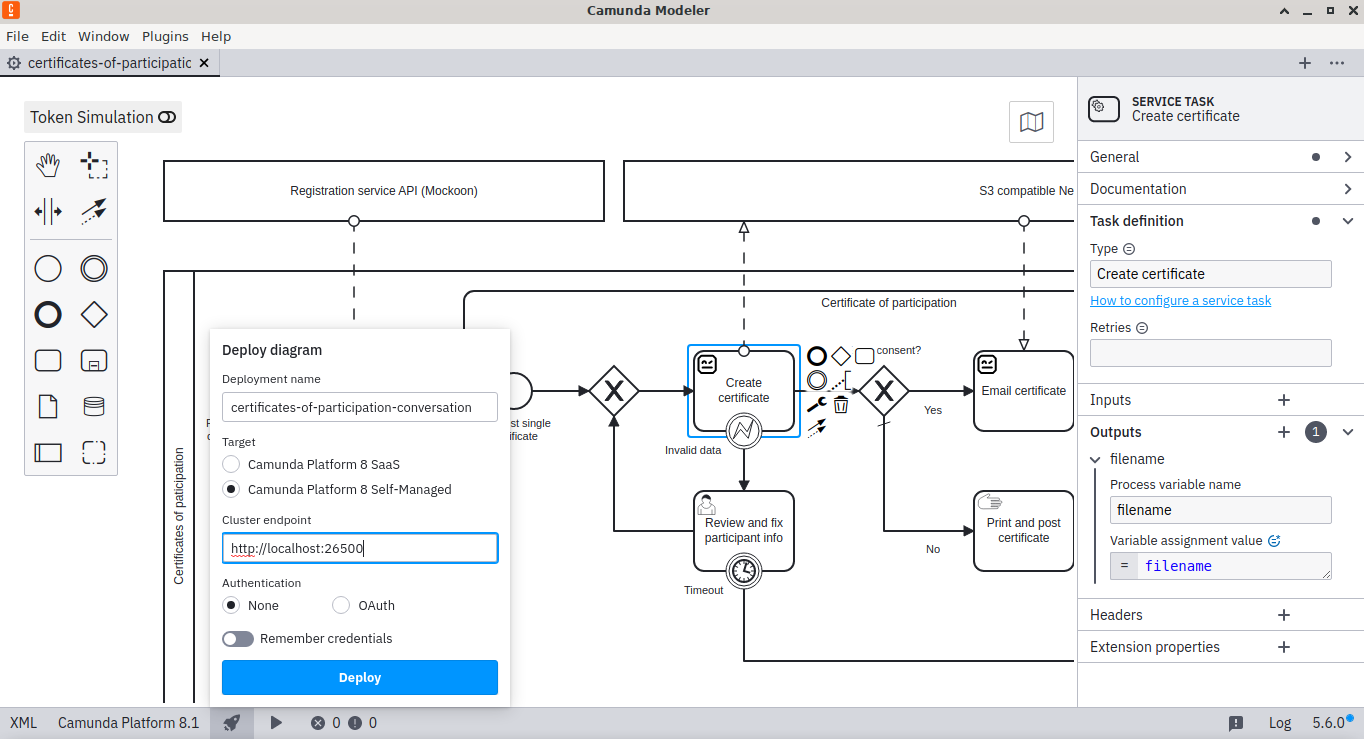 Camunda Modeler
File Edit Window Plugins Help
certificates-of-participatic
Token Simulation
Registration service API (Mockoon)
S3 compatible Ne
Certificates of paticipation
Certificate of participation
st single
ificate
Create
certificate
Invalid data
consent?
Yes
No
Email certificate
Review and fix
participant info
Timeout
Print and post
certificate
Deploy diagram
Deployment name
certificates-of-participation-conversation
Target
Camunda Platform 8 SaaS
Camunda Platform 8 Self-Managed
Cluster endpoint
http://localhost:26500
Authentication
None OAuth
Remember credentials
Deploy
SERVICE TASK
Create certificate
General
Documentation
Task definition
Type
Create certificate
How to configure a service task
Retries
Inputs
Outputs 1
filename
Process variable name
filename
Variable assignment value
= filename
Headers
Extension properties
XML Camunda Platform 8.1 0 0 Log 5.6.0